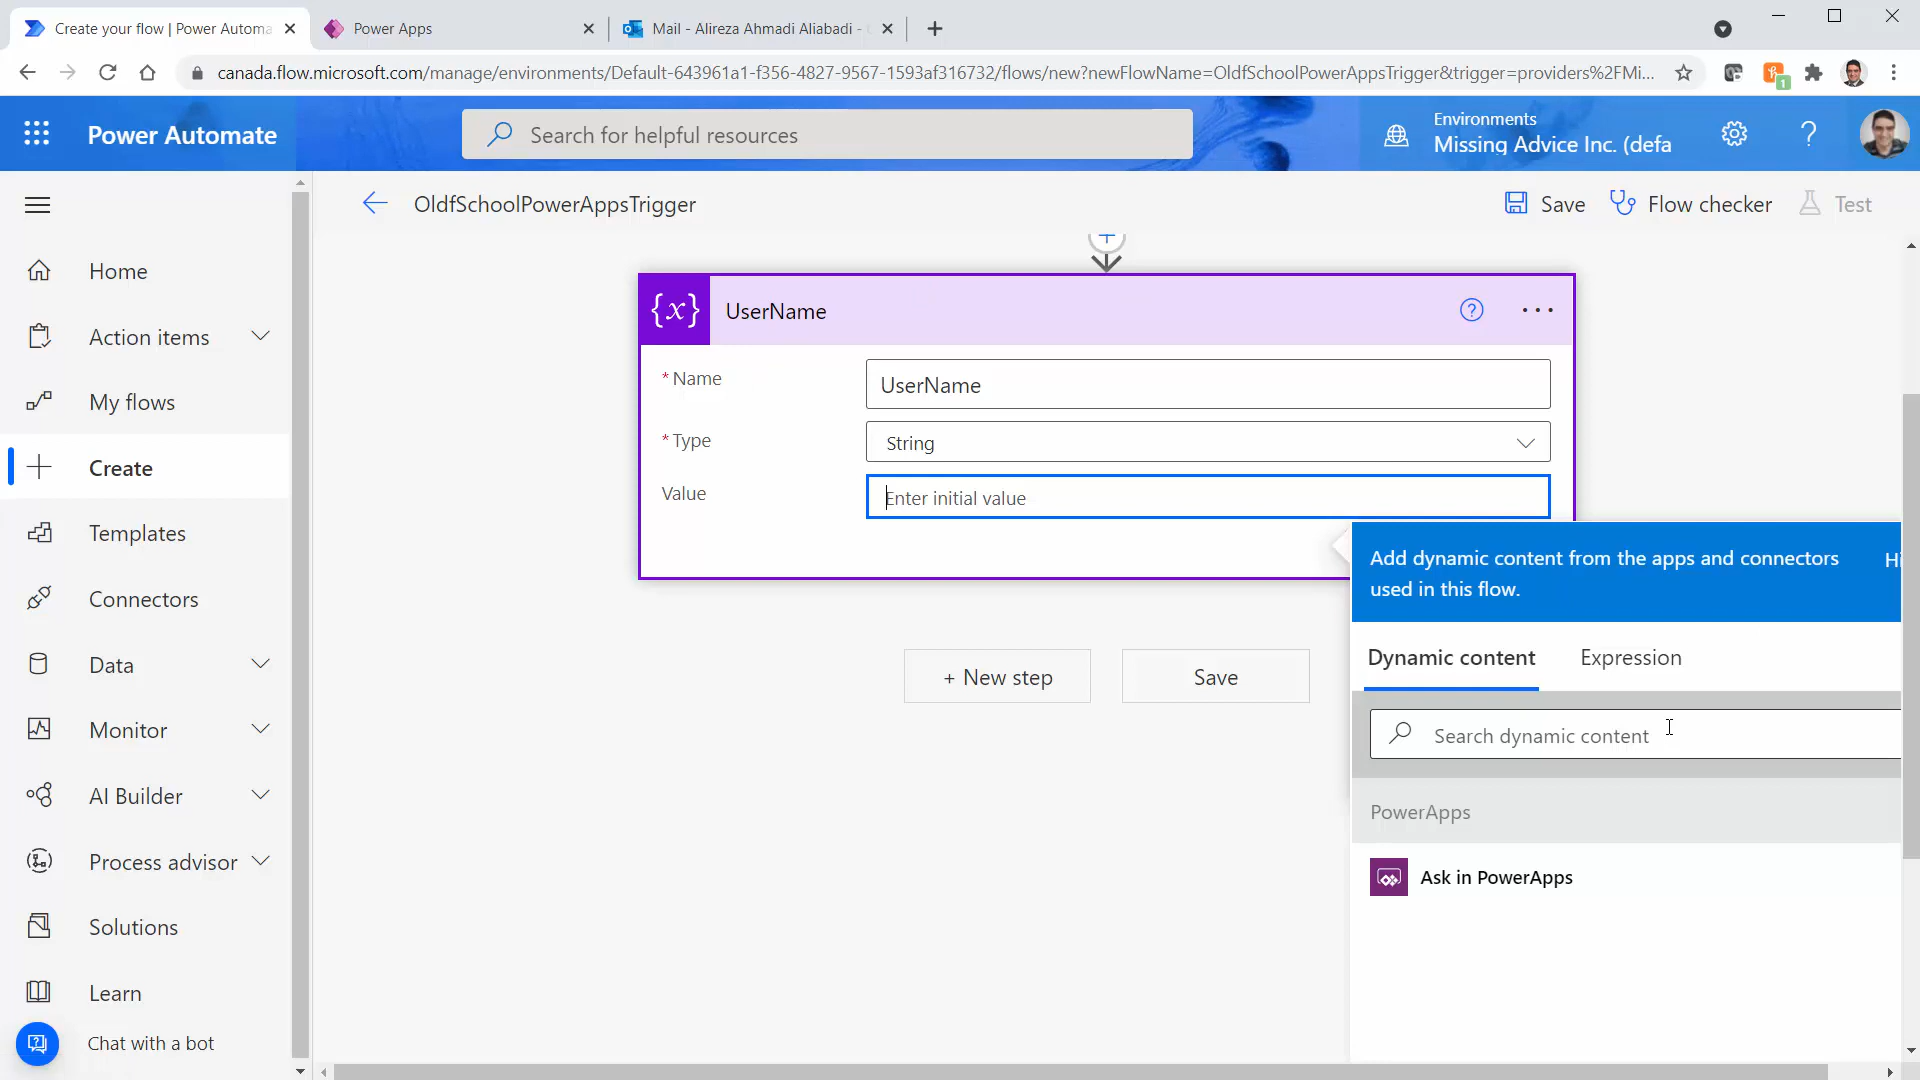 Create your flow | Power Automa
Power Apps
Mail - Alireza Ahmadi Aliabadi -
canada.flow.microsoft.com/manage/environments/Default-643961a1-f356-4827-9567-1593af316732/flows/new?newFlowName=OldfSchoolPowerAppsTrigger&trigger=providers%2FMi...
1
Power Automate
Search for helpful resources
Environments
Missing Advice Inc. (defa
OldfSchoolPowerAppsTrigger
Save
Flow checker
Test
Home
Action items
My flows
Create
Templates
Connectors
Data
Monitor
AI Builder
Process advisor
Solutions
Learn
Chat with a bot
{x}
UserName
* Name
UserName
* Type
String
Value
Enter initial value
+ New step
Save
Add dynamic content from the apps and connectors
used in this flow.
Hi
Dynamic content
Expression
Search dynamic content
PowerApps
Ask in PowerApps